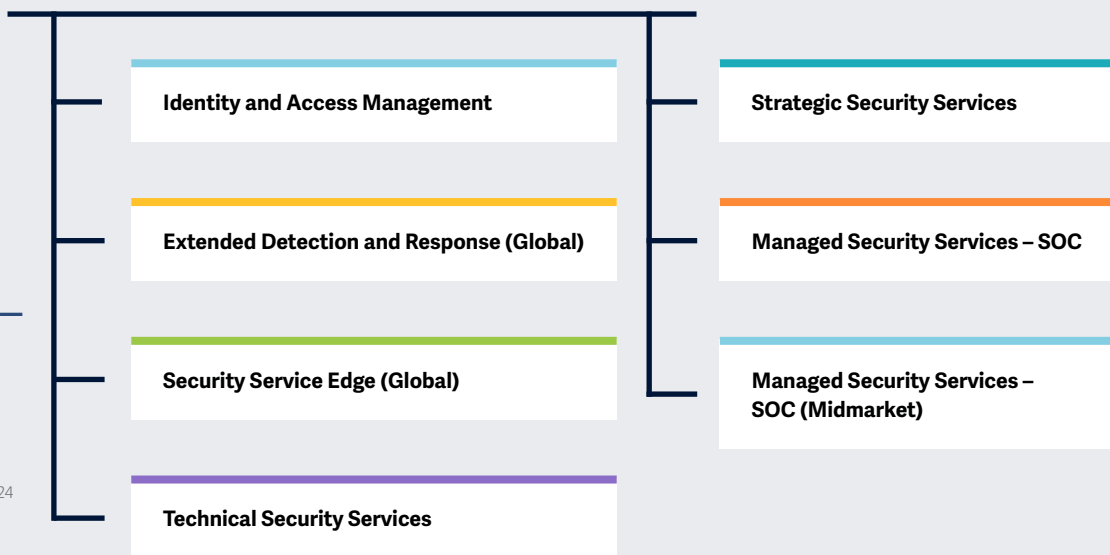 Identity and Access Management
Extended Detection and Response (Global)
Security Service Edge (Global)
Technical Security Services
Strategic Security Services
Managed Security Services – SOC
Managed Security Services –
SOC (Midmarket)
24